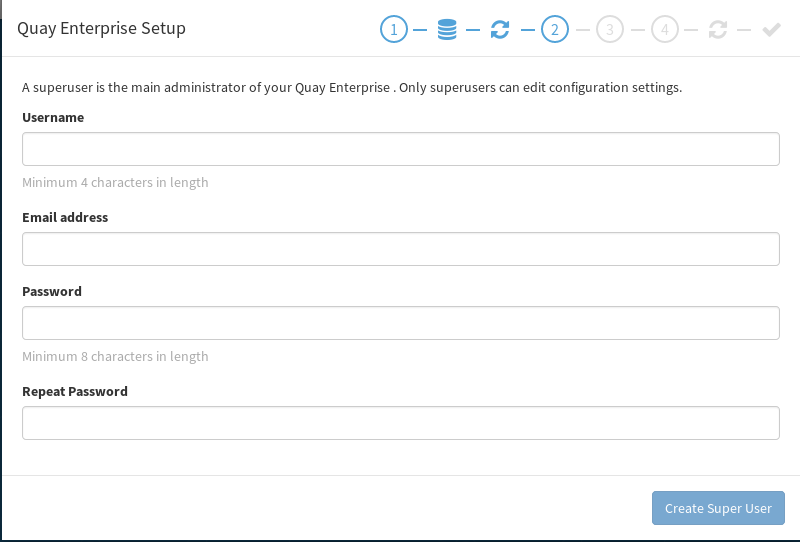 Quay Enterprise Setup
1 2 3 4
A superuser is the main administrator of your Quay Enterprise . Only superusers can edit configuration settings.
Username
Minimum 4 characters in length
Email address
Password
Minimum 8 characters in length
Repeat Password
Create Super User